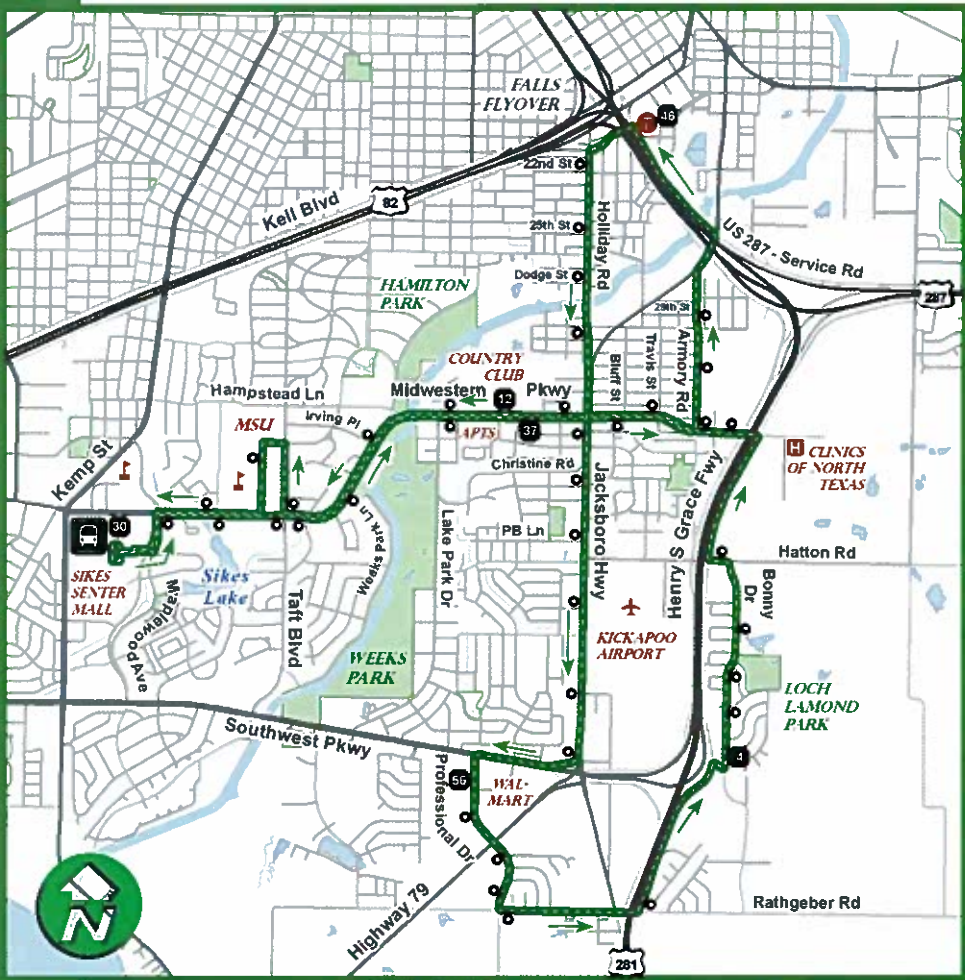 FALLS
FLYOVER
T
46
22nd St
Kell Blvd
82
25th St
Holliday Rd
US 287 - Service Rd
287
Dodge St
HAMILTON
PARK
29th St
Armory Rd
Travis St
Bluff St
COUNTRY
CLUB
Hampstead Ln
Midwestern
12
Pkwy
Irving Pl
MSU
APTS
37
H
CLINICS
OF NORTH
TEXAS
Kemp St
Christine Rd
Jacksboro Hwy
Henry S Grace Fwy
30
Weeks Park Ln
Lake Park Dr
PB Ln
Hatton Rd
SIKES
SENTER
MALL
Maplewood Ave
Sikes
Lake
Taft Blvd
Bonny
Dr
KICKAPOO
AIRPORT
WEEKS
PARK
LOCH
LAMOND
PARK
Southwest Pkwy
4
Professional Dr
WAL-
MART
N
Highway 79
Rathgeber Rd
281